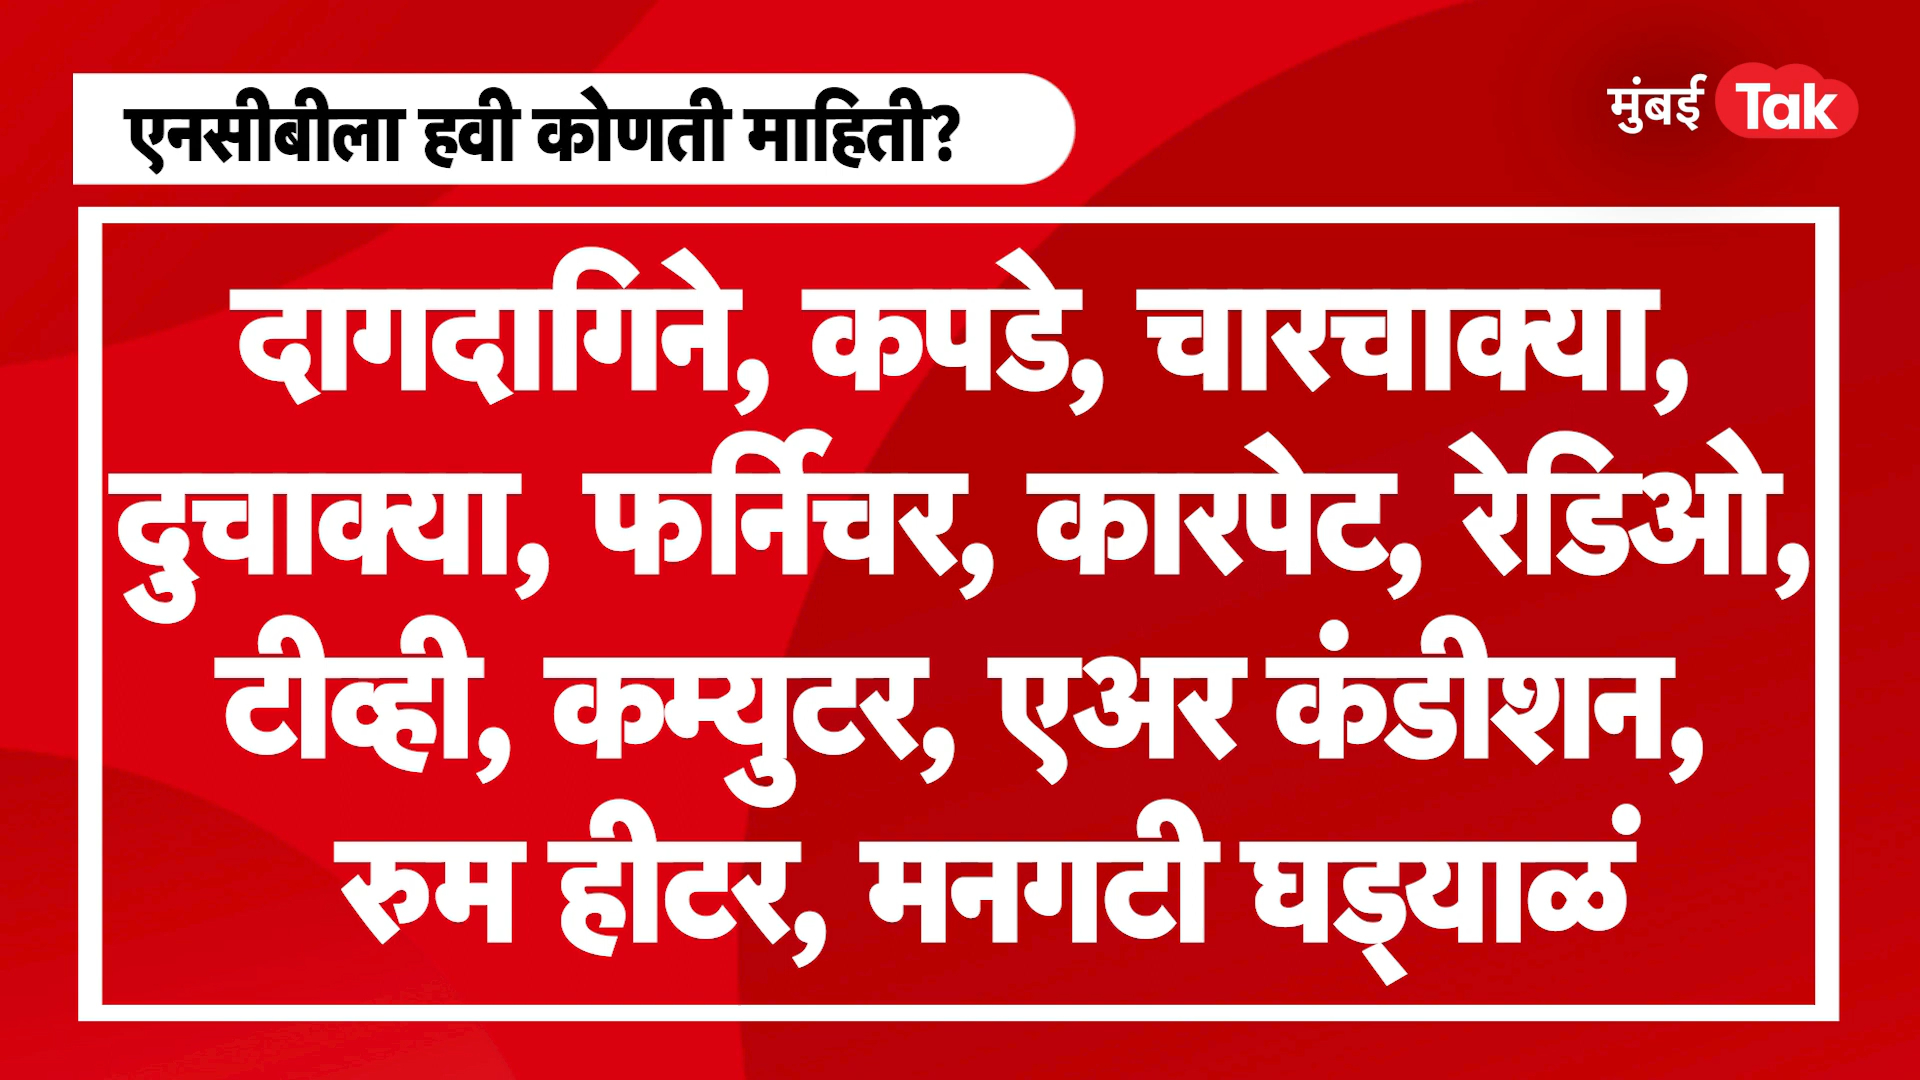 एनसीबीला हवी कोणती माहिती?
मुंबई Tak
दागदागिने, कपडे, चारचाक्या,
दुचाक्या, फर्निचर, कारपेट, रेडिओ,
टीव्ही, कम्युटर, एअर कंडीशन,
रुम हीटर, मनगटी घड्याळं